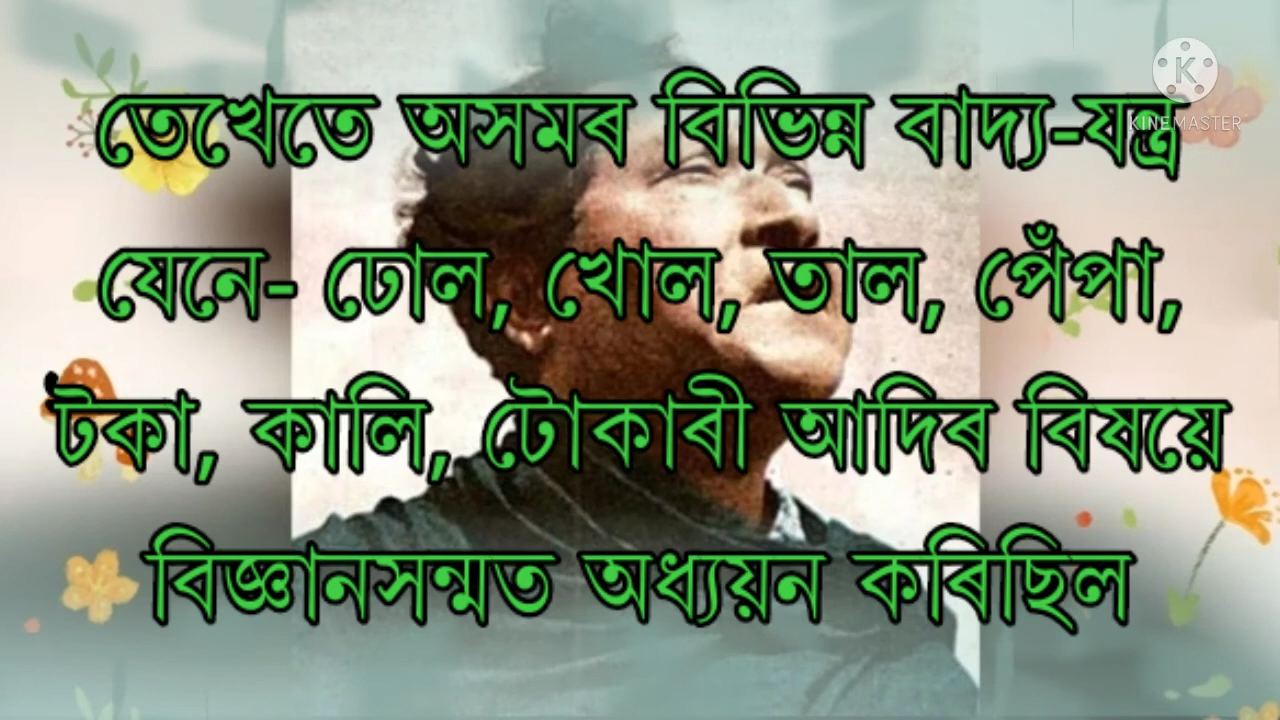 তেখেতে অসমৰ বিভিন্ন বাদ্য-যন্ত্ৰ
যেনে- ঢোল, খোল, তাল, পেঁপা,
টকা, কালি, টোকাৰী আদিৰ বিষয়ে
বিজ্ঞানসন্মত অধ্যয়ন কৰিছিল
K
KINEMASTER